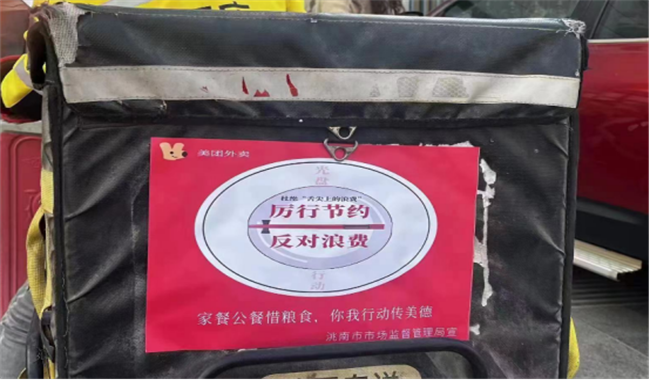 美团外卖
光盘
杜绝“舌尖上的浪费”
厉行节约
反对浪费
行动
家餐公餐惜粮食，你我行动传美德
洮南市市场监督管理局宣